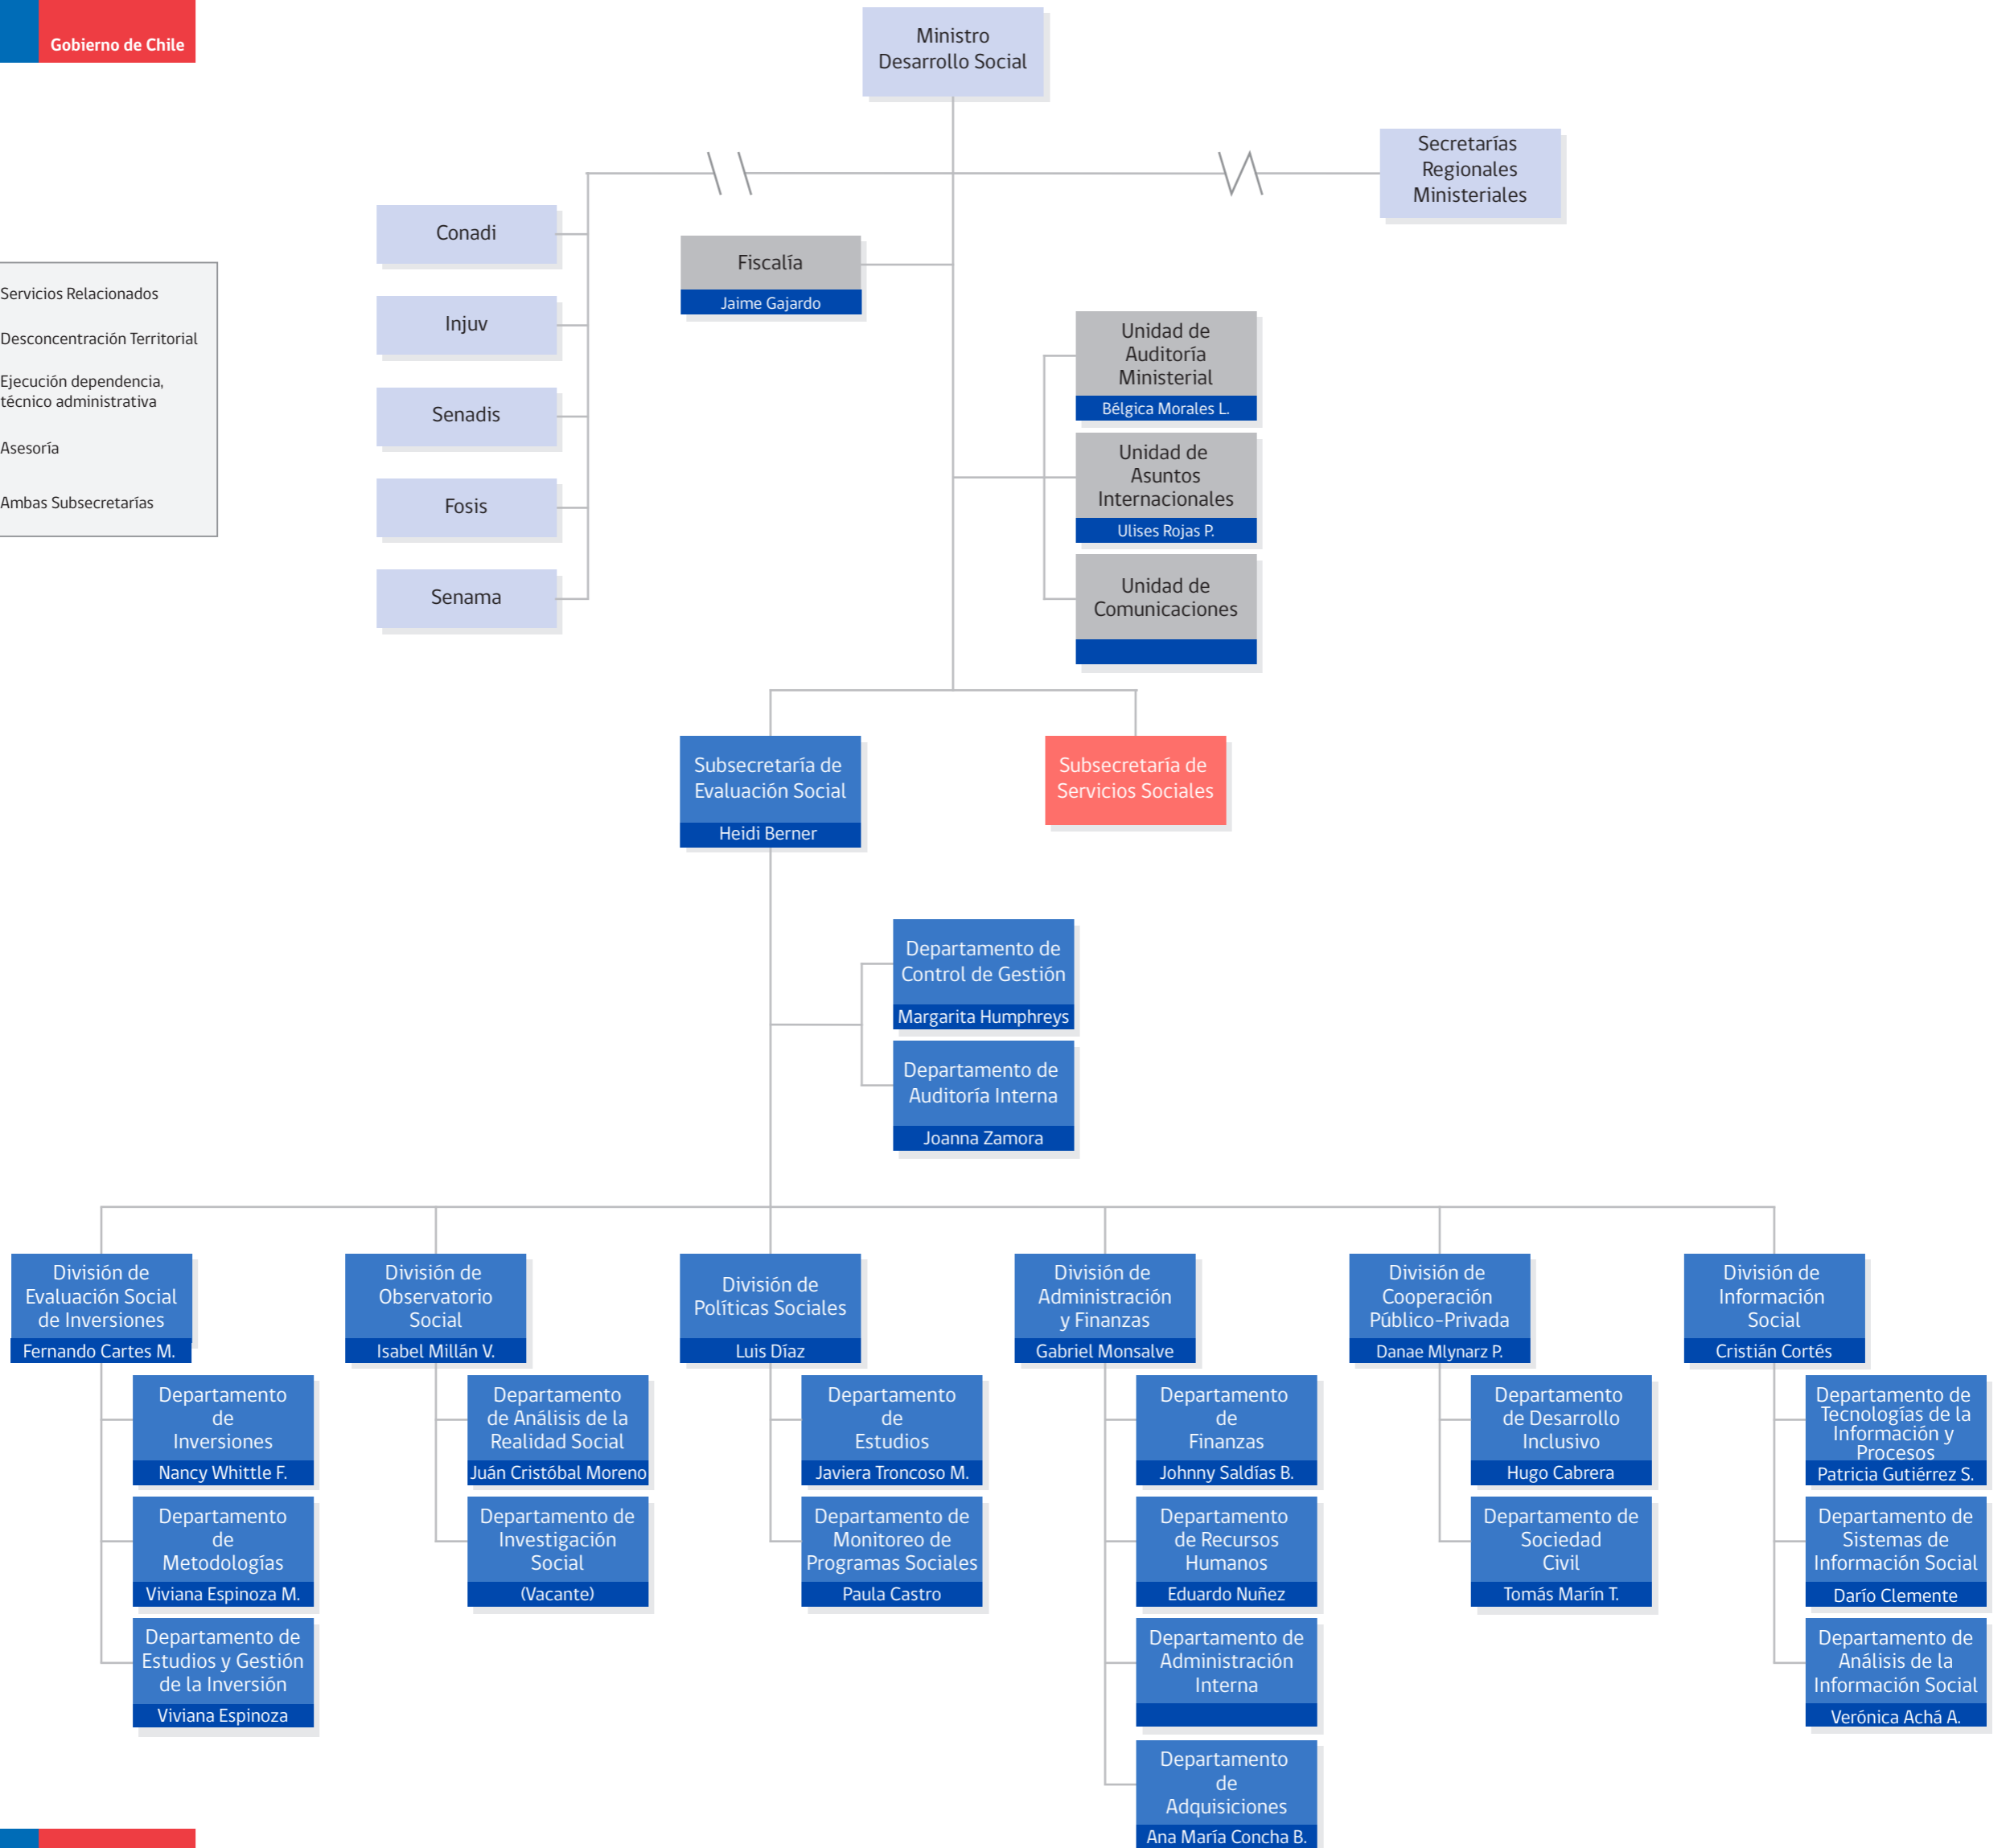 Gobierno de Chile
Ministro
Desarrollo Social
Secretarías
Regionales
Ministeriales
Conadi
Injuv
Senadis
Fosis
Senama
Servicios Relacionados
Desconcentración Territorial
Ejecución dependencia,
técnico administrativa
Asesoría
Ambas Subsecretarías
Fiscalía
Jaime Gajardo
Unidad de
Auditoría
Ministerial
Bélgica Morales L.
Unidad de
Asuntos
Internacionales
Ulises Rojas P.
Unidad de
Comunicaciones
Subsecretaría de
Evaluación Social
Heidi Berner
Subsecretaría de
Servicios Sociales
Departamento de
Control de Gestión
Margarita Humphreys
Departamento de
Auditoría Interna
Joanna Zamora
División de
Evaluación Social
de Inversiones
Fernando Cartes M.
Departamento
de
Inversiones
Nancy Whittle F.
Departamento
de
Metodologías
Viviana Espinoza M.
Departamento de
Estudios y Gestión
de la Inversión
Viviana Espinoza
División de
Observatorio
Social
Isabel Millán V.
Departamento
de Análisis de la
Realidad Social
Juán Cristóbal Moreno
Departamento de
Investigación
Social
(Vacante)
División de
Políticas Sociales
Luis Díaz
Departamento
de
Estudios
Javiera Troncoso M.
Departamento de
Monitoreo de
Programas Sociales
Paula Castro
División de
Administración
y Finanzas
Gabriel Monsalve
Departamento
de
Finanzas
Johnny Saldías B.
Departamento
de Recursos
Humanos
Eduardo Nuñez
Departamento de
Administración
Interna
Departamento
de
Adquisiciones
Ana María Concha B.
División de
Cooperación
Público-Privada
Danae Mlynarz P.
Departamento
de Desarrollo
Inclusivo
Hugo Cabrera
Departamento de
Sociedad
Civil
Tomás Marín T.
División de
Información
Social
Cristián Cortés
Departamento de
Tecnologías de la
Información y
Procesos
Patricia Gutiérrez S.
Departamento de
Sistemas de
Información Social
Darío Clemente
Departamento de
Análisis de la
Información Social
Verónica Achá A.